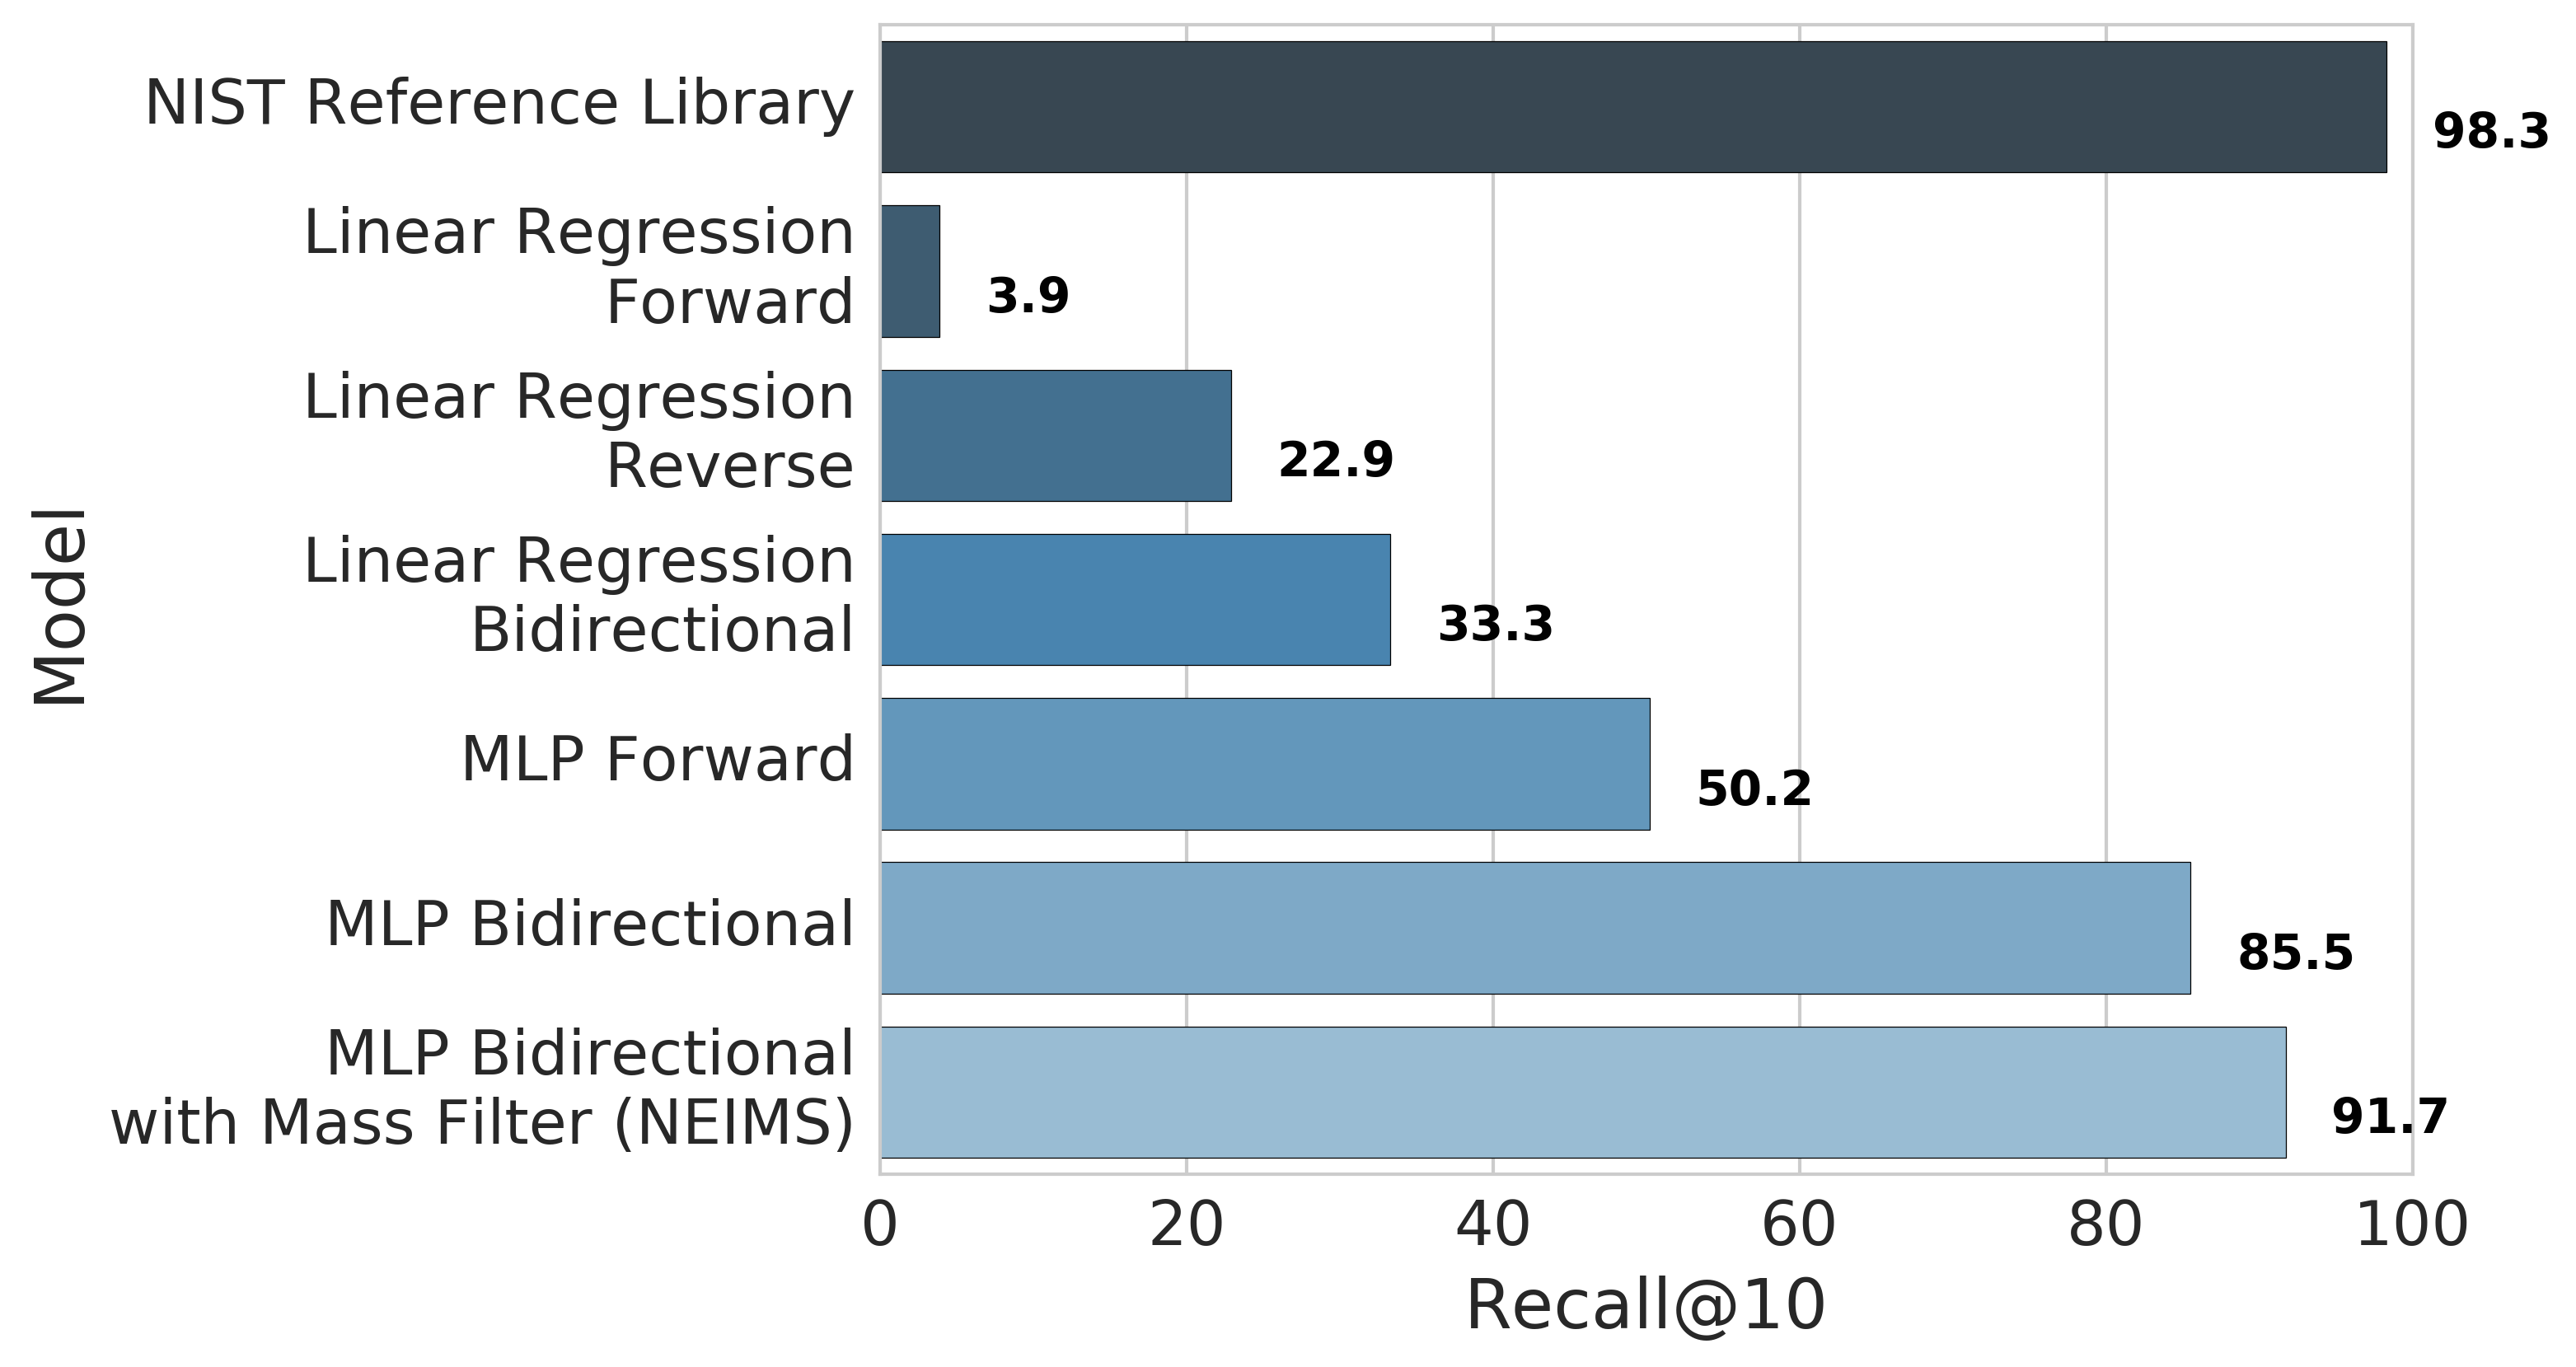 NIST Reference Library
98.3
Linear Regression
Forward
3.9
Linear Regression
Reverse
22.9
Linear Regression
Bidirectional
33.3
MLP Forward
50.2
MLP Bidirectional
85.5
MLP Bidirectional
with Mass Filter (NEIMS)
91.7
Model
0 20 40 60 80 100
Recall@10